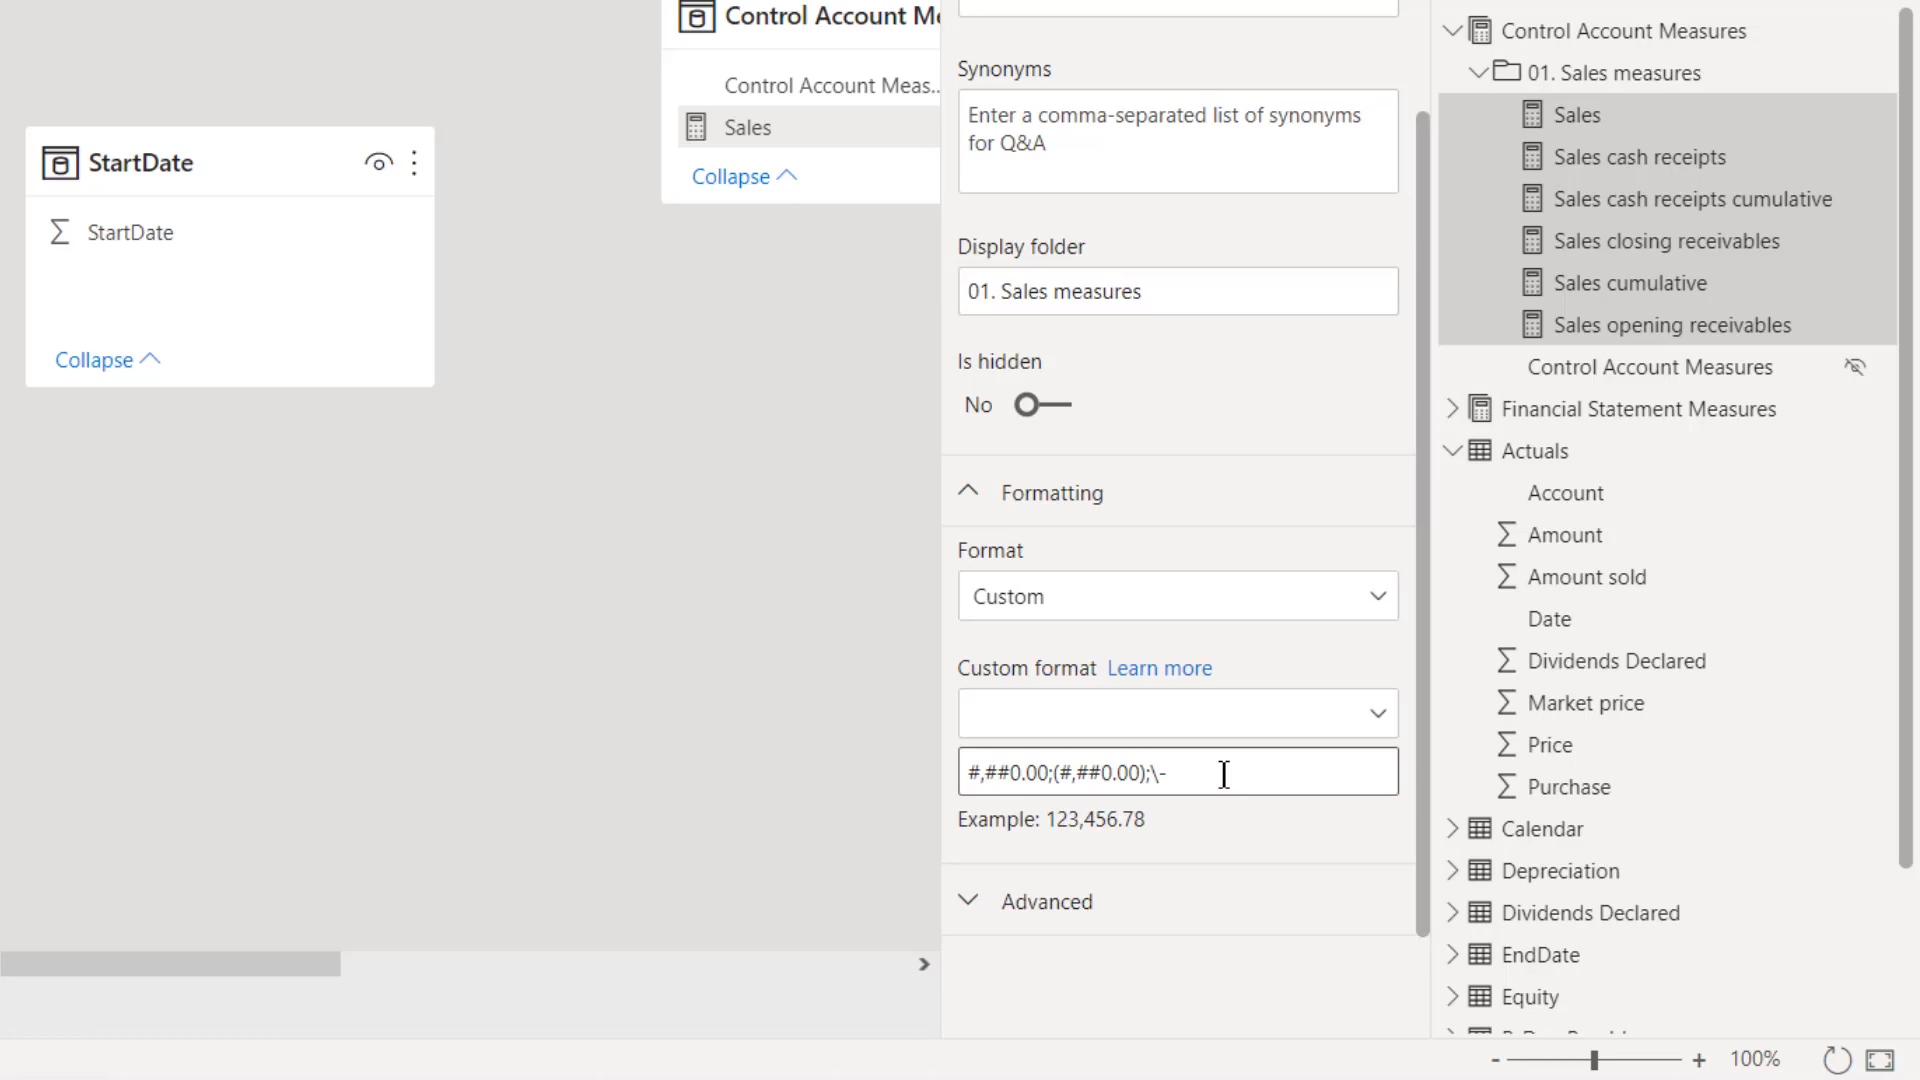 Control Account Me
Control Account Meas..
Sales
Collapse
StartDate
StartDate
Collapse
Synonyms
Enter a comma-separated list of synonyms
for Q&A
Display folder
01. Sales measures
Is hidden
No
Formatting
Format
Custom
Custom format Learn more
#,##0.00;(#,##0.00);\-
Example: 123,456.78
Advanced
Control Account Measures
01. Sales measures
Sales
Sales cash receipts
Sales cash receipts cumulative
Sales closing receivables
Sales cumulative
Sales opening receivables
Control Account Measures
Financial Statement Measures
Actuals
Account
Amount
Amount sold
Date
Dividends Declared
Market price
Price
Purchase
Calendar
Depreciation
Dividends Declared
EndDate
Equity
- + 100%